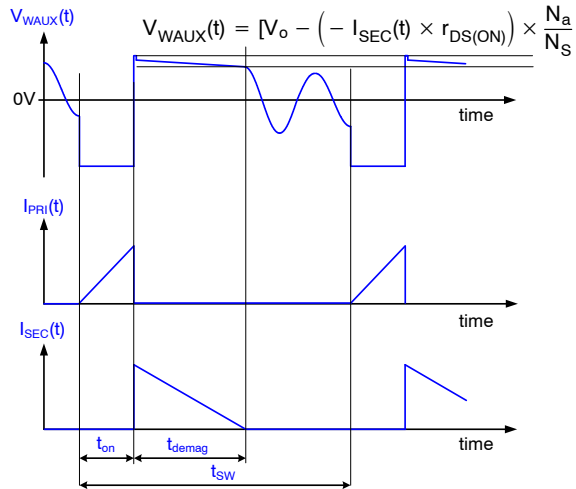 V_WAUX(t) = [V_o − (− I_SEC(t) × r_DS(ON)) × N_a/N_S
V_WAUX(t)
0V
time
I_PRI(t)
time
I_SEC(t)
time
t_on
t_demag
t_SW